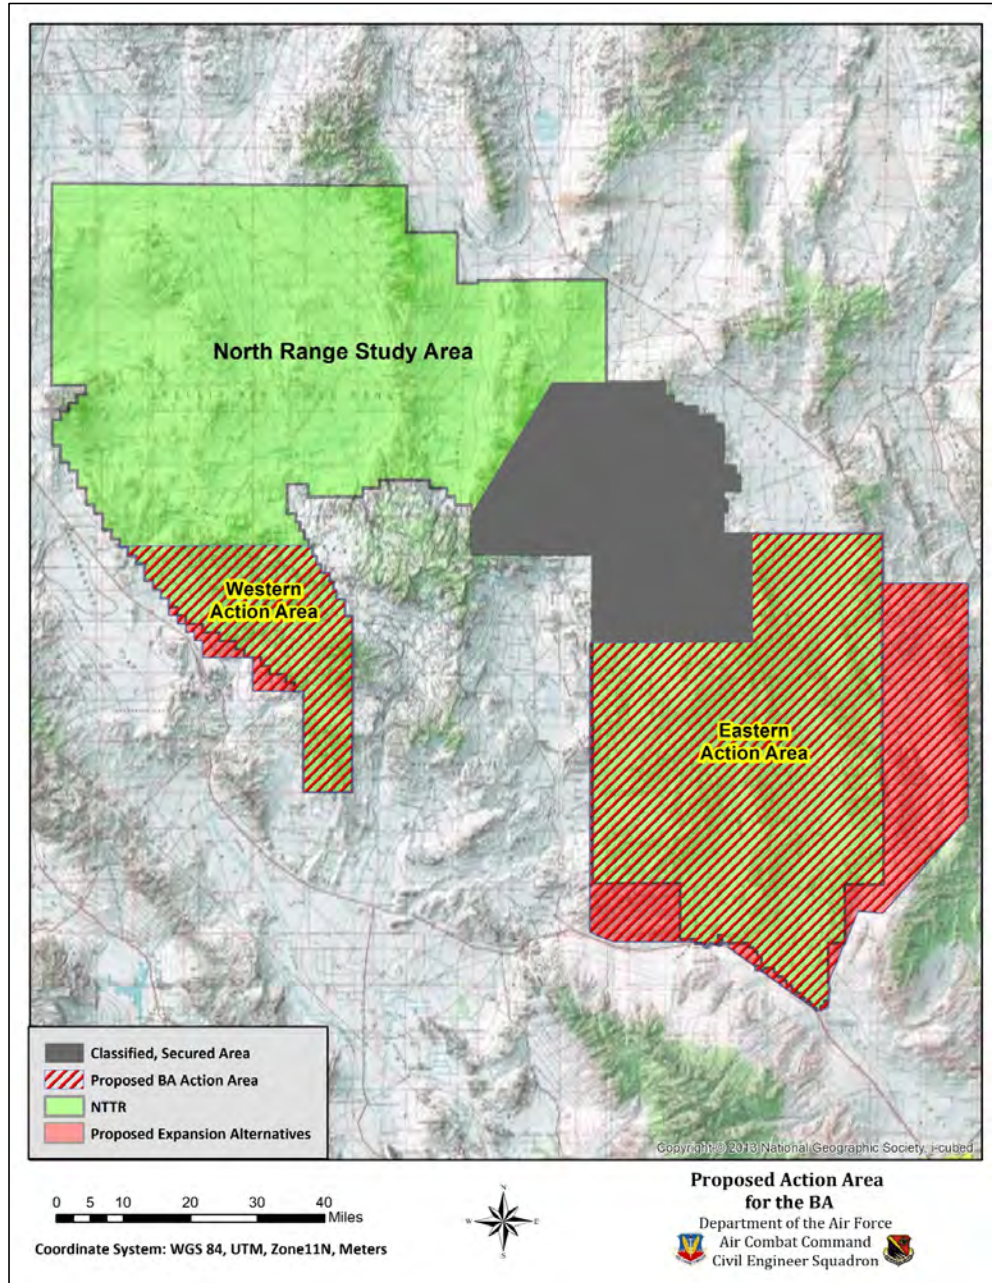 North Range Study Area
Western
Action Area
Eastern
Action Area
Classified, Secured Area
Proposed BA Action Area
NTTR
Proposed Expansion Alternatives
Copyright:© 2013 National Geographic Society, i-cubed
0 5 10 20 30 40
Miles
Coordinate System: WGS 84, UTM, Zone11N, Meters
N
W E
S
Proposed Action Area
for the BA
Department of the Air Force
Air Combat Command
Civil Engineer Squadron